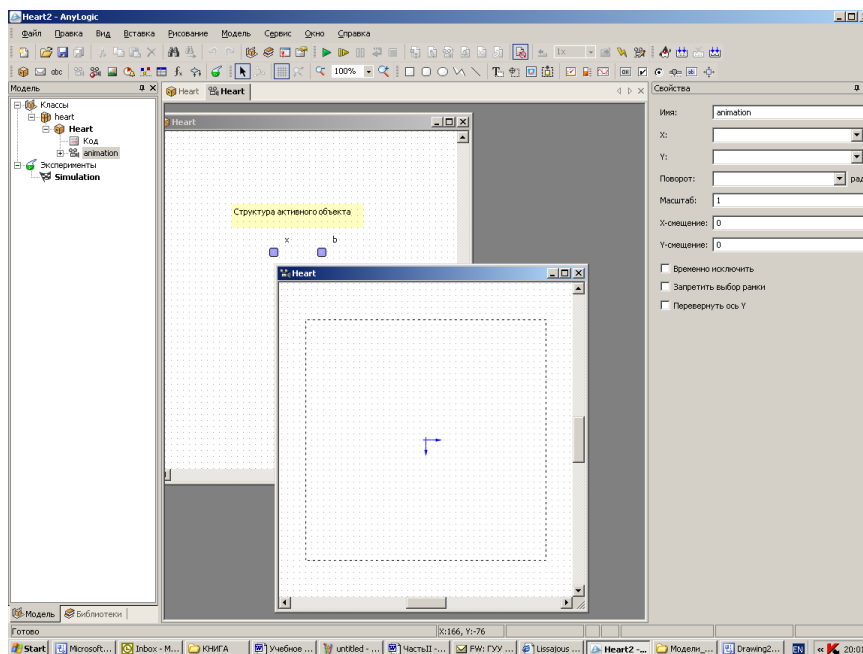 Heart2 - AnyLogic
Файл Правка Вид Вставка Рисование Модель Сервис Окно Справка
1x
abc
100%
Модель
Классы
heart
Heart
Код
animation
Эксперименты
Simulation
Модель Библиотеки
Heart Heart
Heart
Структура активного объекта
x b
Heart
Свойства
Имя: animation
X:
Y:
Поворот: рад
Масштаб: 1
X-смещение: 0
Y-смещение: 0
Временно исключить
Запретить выбор рамки
Перевернуть ось Y
Готово X:166, Y:-76
Start Microsoft... Inbox - M... КНИГА Учебное ... untitled - ... ЧастьII -... FW: ГУУ ... Lissajous ... Heart2 -... Модели_... Drawing2... EN « 20:0